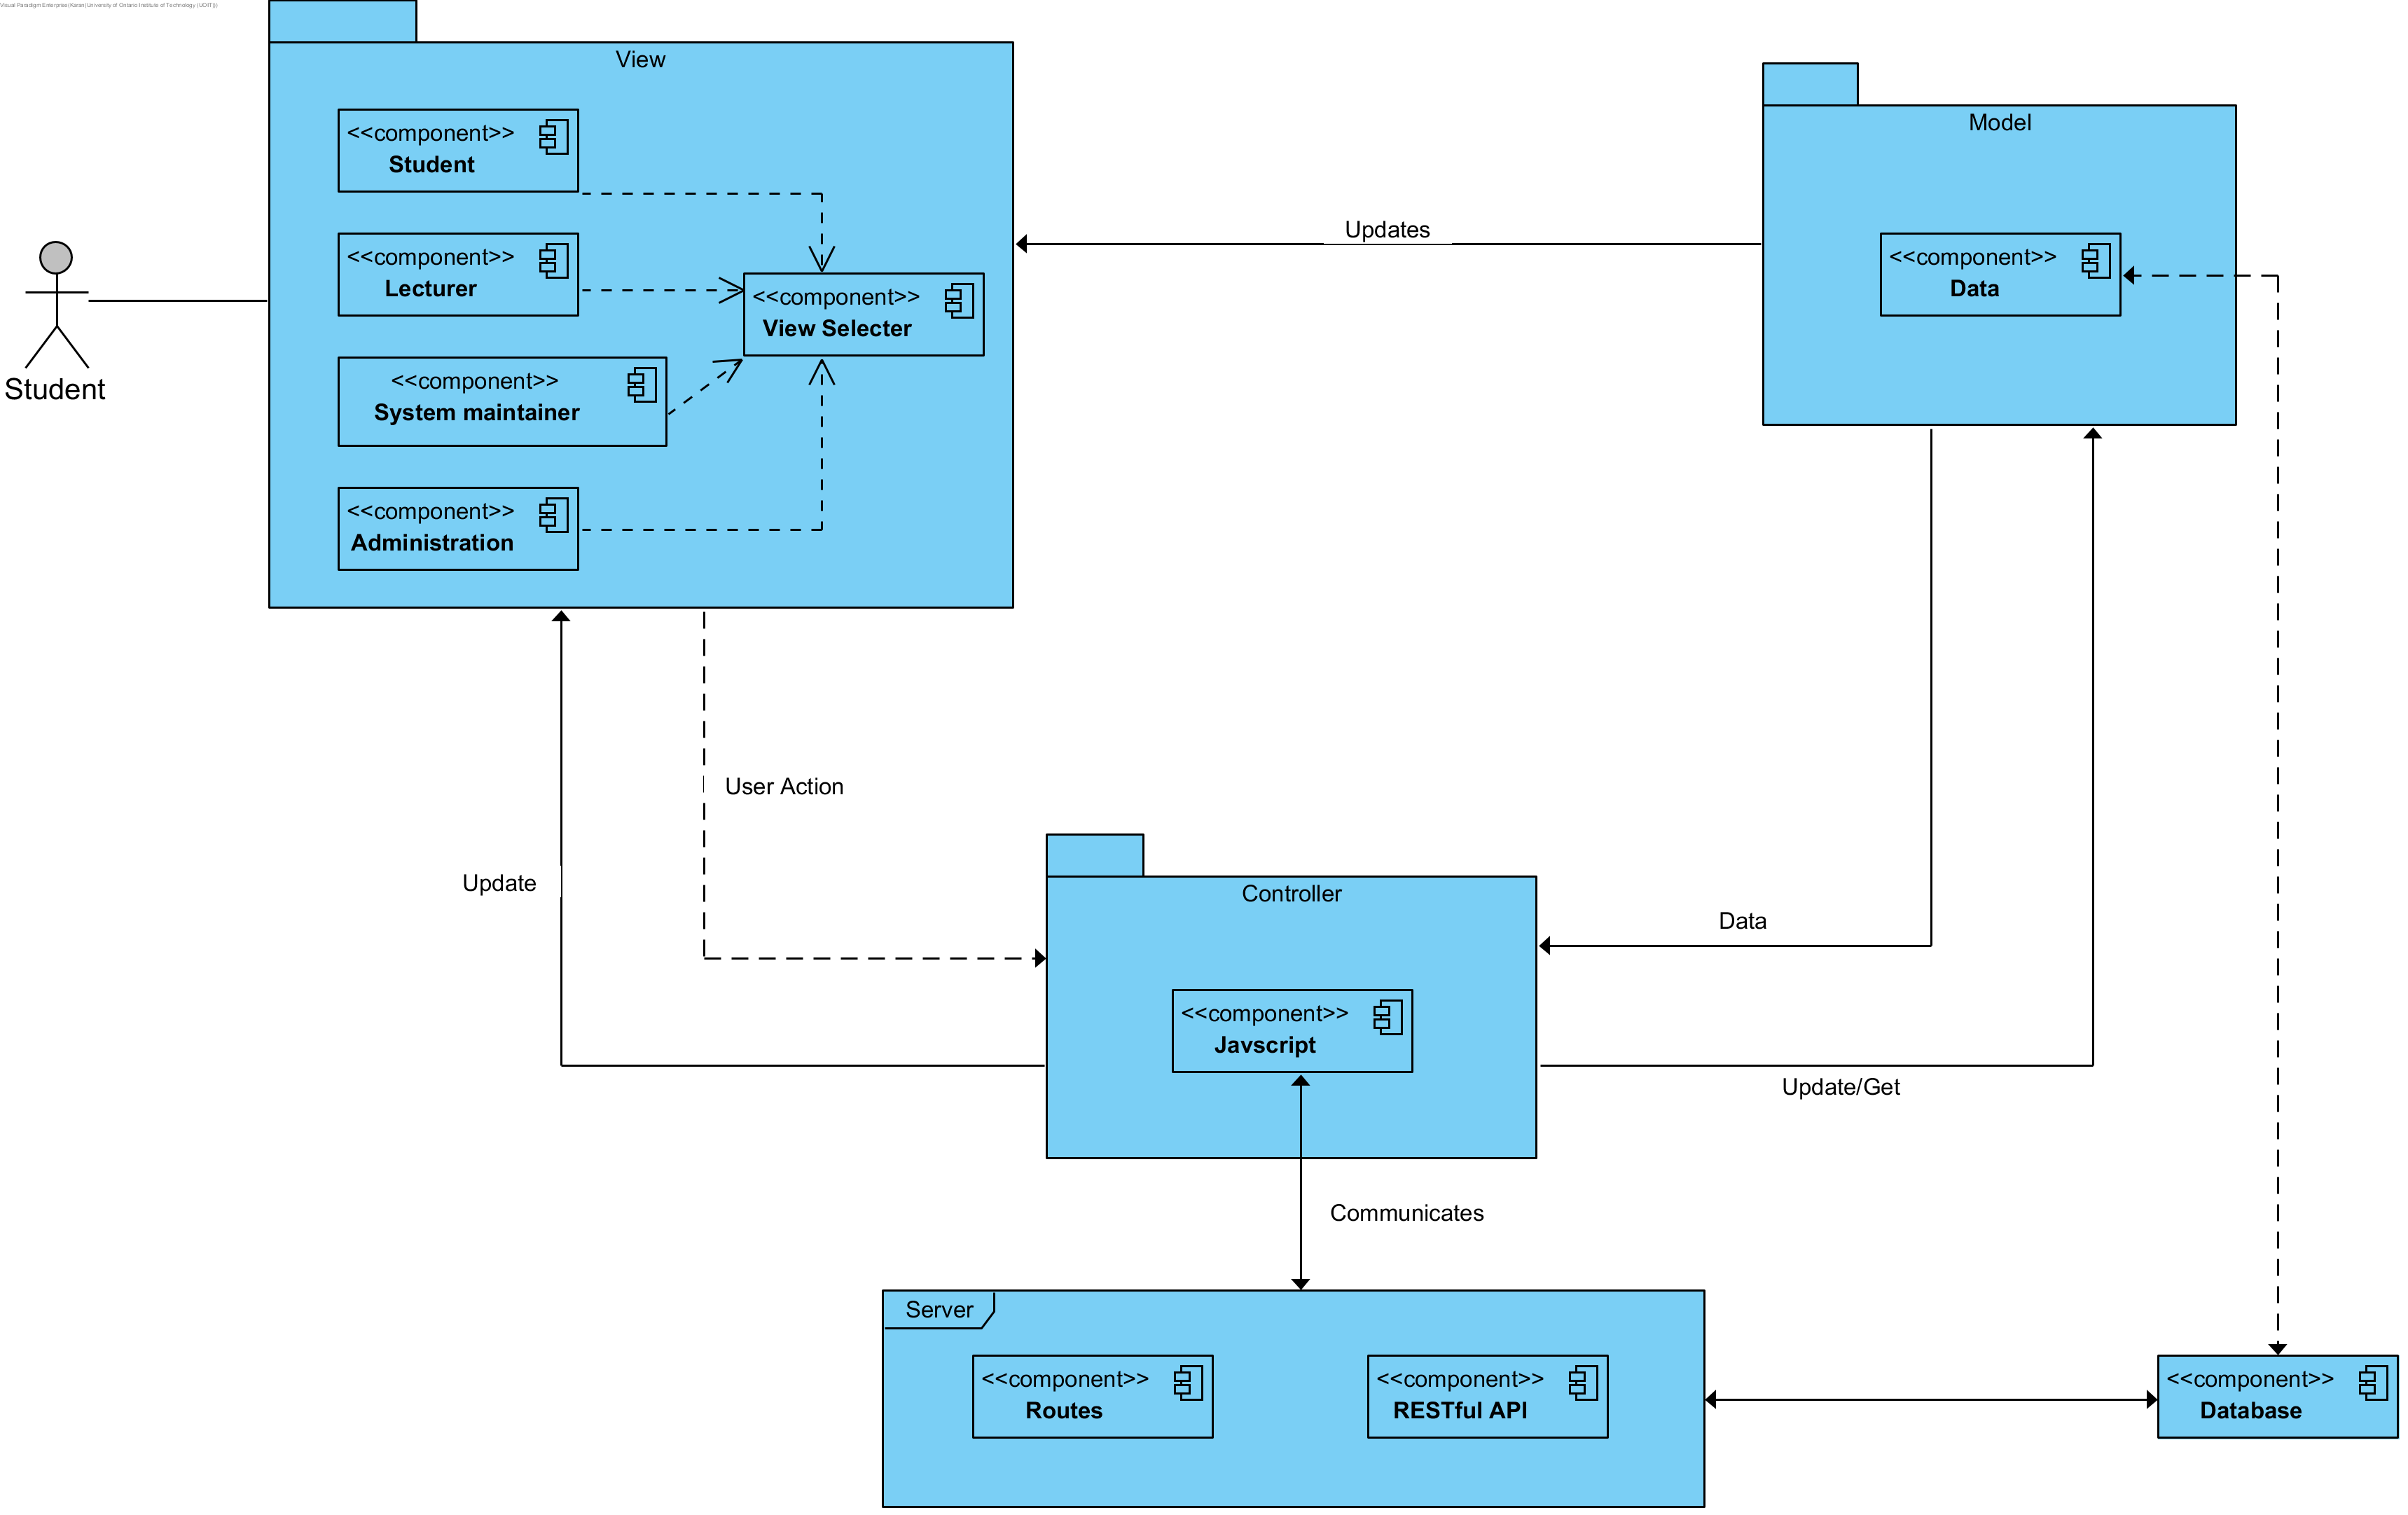 Visual Paradigm Enterprise(Karan(University of Ontario Institute of Technology (UOIT)))
View
<<component>>
Student
<<component>>
Lecturer
<<component>>
View Selecter
<<component>>
System maintainer
<<component>>
Administration
Student
Updates
Model
<<component>>
Data
User Action
Update
Controller
<<component>>
Javscript
Data
Update/Get
Communicates
Server
<<component>>
Routes
<<component>>
RESTful API
<<component>>
Database